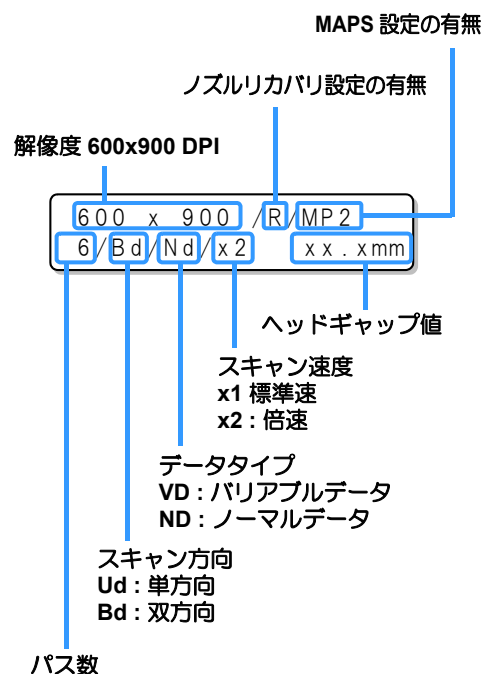 MAPS 設定の有無
ノズルリカバリ設定の有無
解像度 600x900 DPI
600 x 900 /R/MP2
6/Bd/Nd/x2 xx.xmm
ヘッドギャップ値
スキャン速度
x1 標準速
x2 : 倍速
データタイプ
VD : バリアブルデータ
ND : ノーマルデータ
スキャン方向
Ud : 単方向
Bd : 双方向
パス数